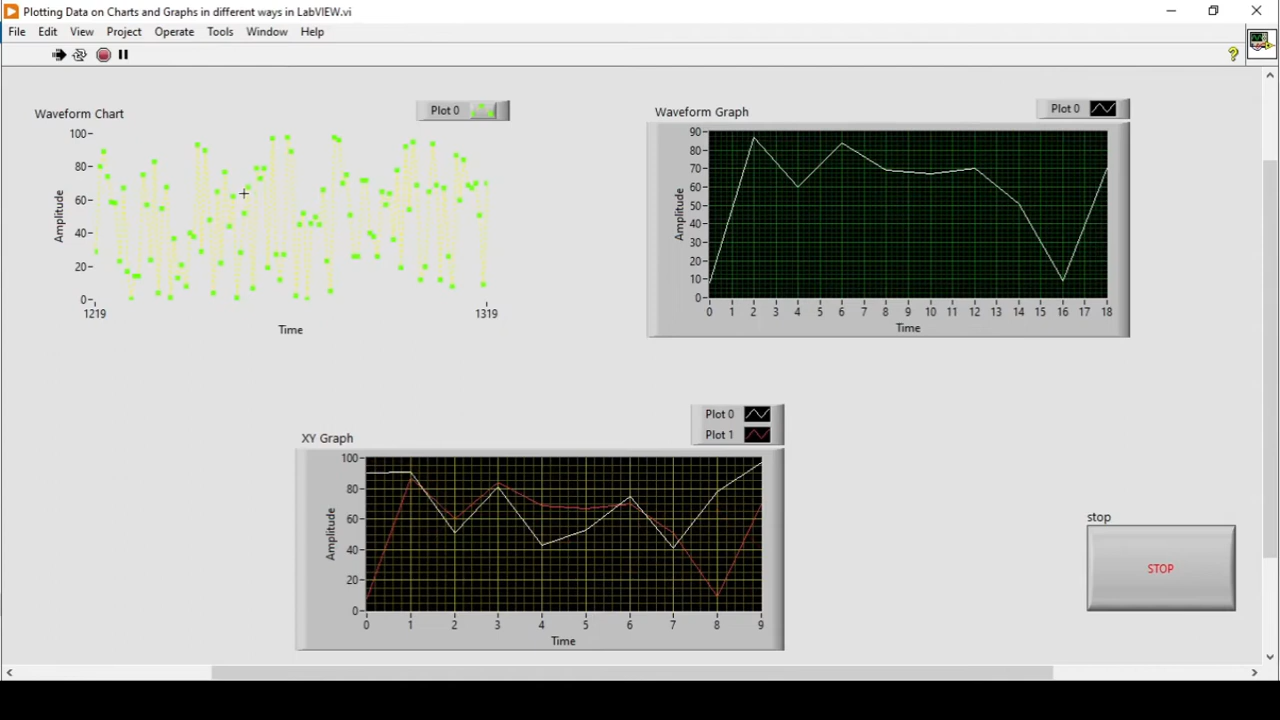 Plotting Data on Charts and Graphs in different ways in LabVIEW.vi
File Edit View Project Operate Tools Window Help
?
Waveform Chart
Plot 0
100
80
60
40
20
0
Amplitude
1219 1319
Time
Waveform Graph
Plot 0
90
80
70
60
50
40
30
20
10
0
Amplitude
0 1 2 3 4 5 6 7 8 9 10 11 12 13 14 15 16 17 18
Time
XY Graph
Plot 0
Plot 1
100
80
60
40
20
0
Amplitude
0 1 2 3 4 5 6 7 8 9
Time
stop
STOP